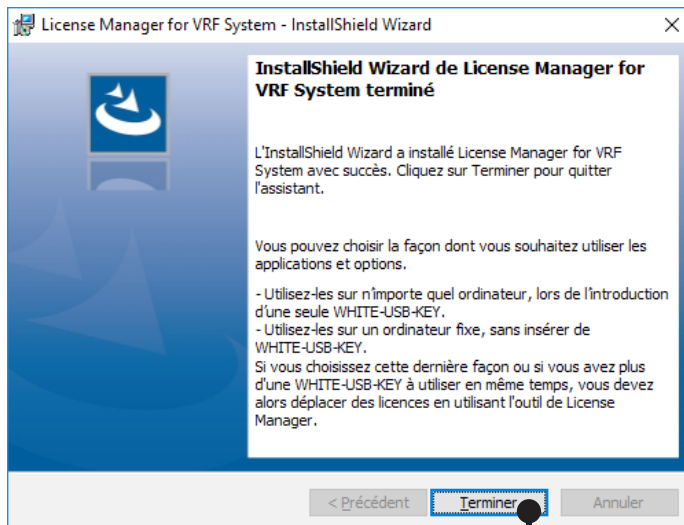 License Manager for VRF System - InstallShield Wizard
InstallShield Wizard de License Manager for
VRF System terminé
L'InstallShield Wizard a installé License Manager for VRF
System avec succès. Cliquez sur Terminer pour quitter
l'assistant.
Vous pouvez choisir la façon dont vous souhaitez utiliser les
applications et options.
- Utilisez-les sur n'importe quel ordinateur, lors de l'introduction
d'une seule WHITE-USB-KEY.
- Utilisez-les sur un ordinateur fixe, sans insérer de
WHITE-USB-KEY.
Si vous choisissez cette dernière façon ou si vous avez plus
d'une WHITE-USB-KEY à utiliser en même temps, vous devez
alors déplacer des licences en utilisant l'outil de License
Manager.
< Précédent Terminer Annuler